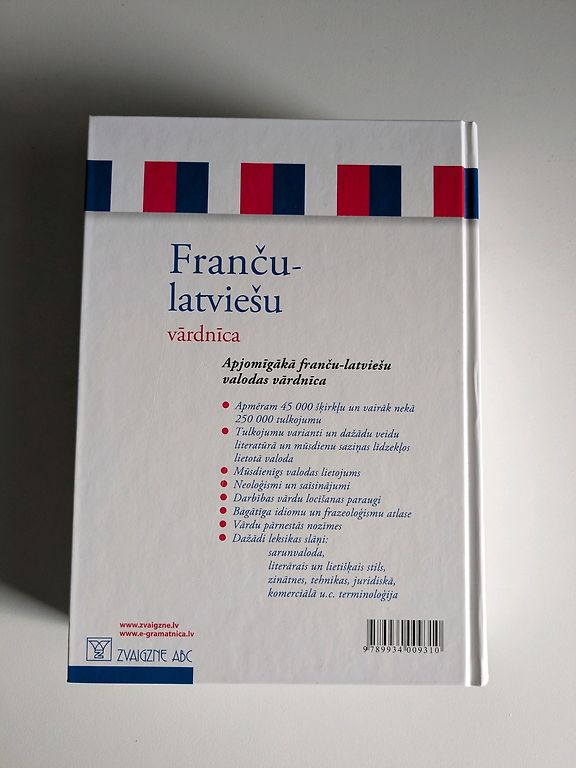 Franču-
latviešu
vārdnīca
Apjomīgākā franču-latviešu
valodas vārdnīca
Apmēram 45 000 šķirkļu un vairāk nekā
250 000 tulkojumu
Tulkojumu varianti un dažādu veidu
literatūrā un mūsdienu saziņas līdzekļos
lietotā valoda
Mūsdienīgs valodas lietojums
Neoloģismi un saīsinājumi
Darbības vārdu locīšanas paraugi
Bagātīga idiomu un frazeoloģismu atlase
Vārdu pārnestās nozīmes
Dažādi leksikas slāņi:
sarunvaloda,
literārais un lietišķais stils,
zinātnes, tehnikas, juridiskā,
komerciālā u.c. terminoloģija
www.zvaigzne.lv
www.e-gramatnica.lv
ZVAIGZNE ABC
9 789934 009310